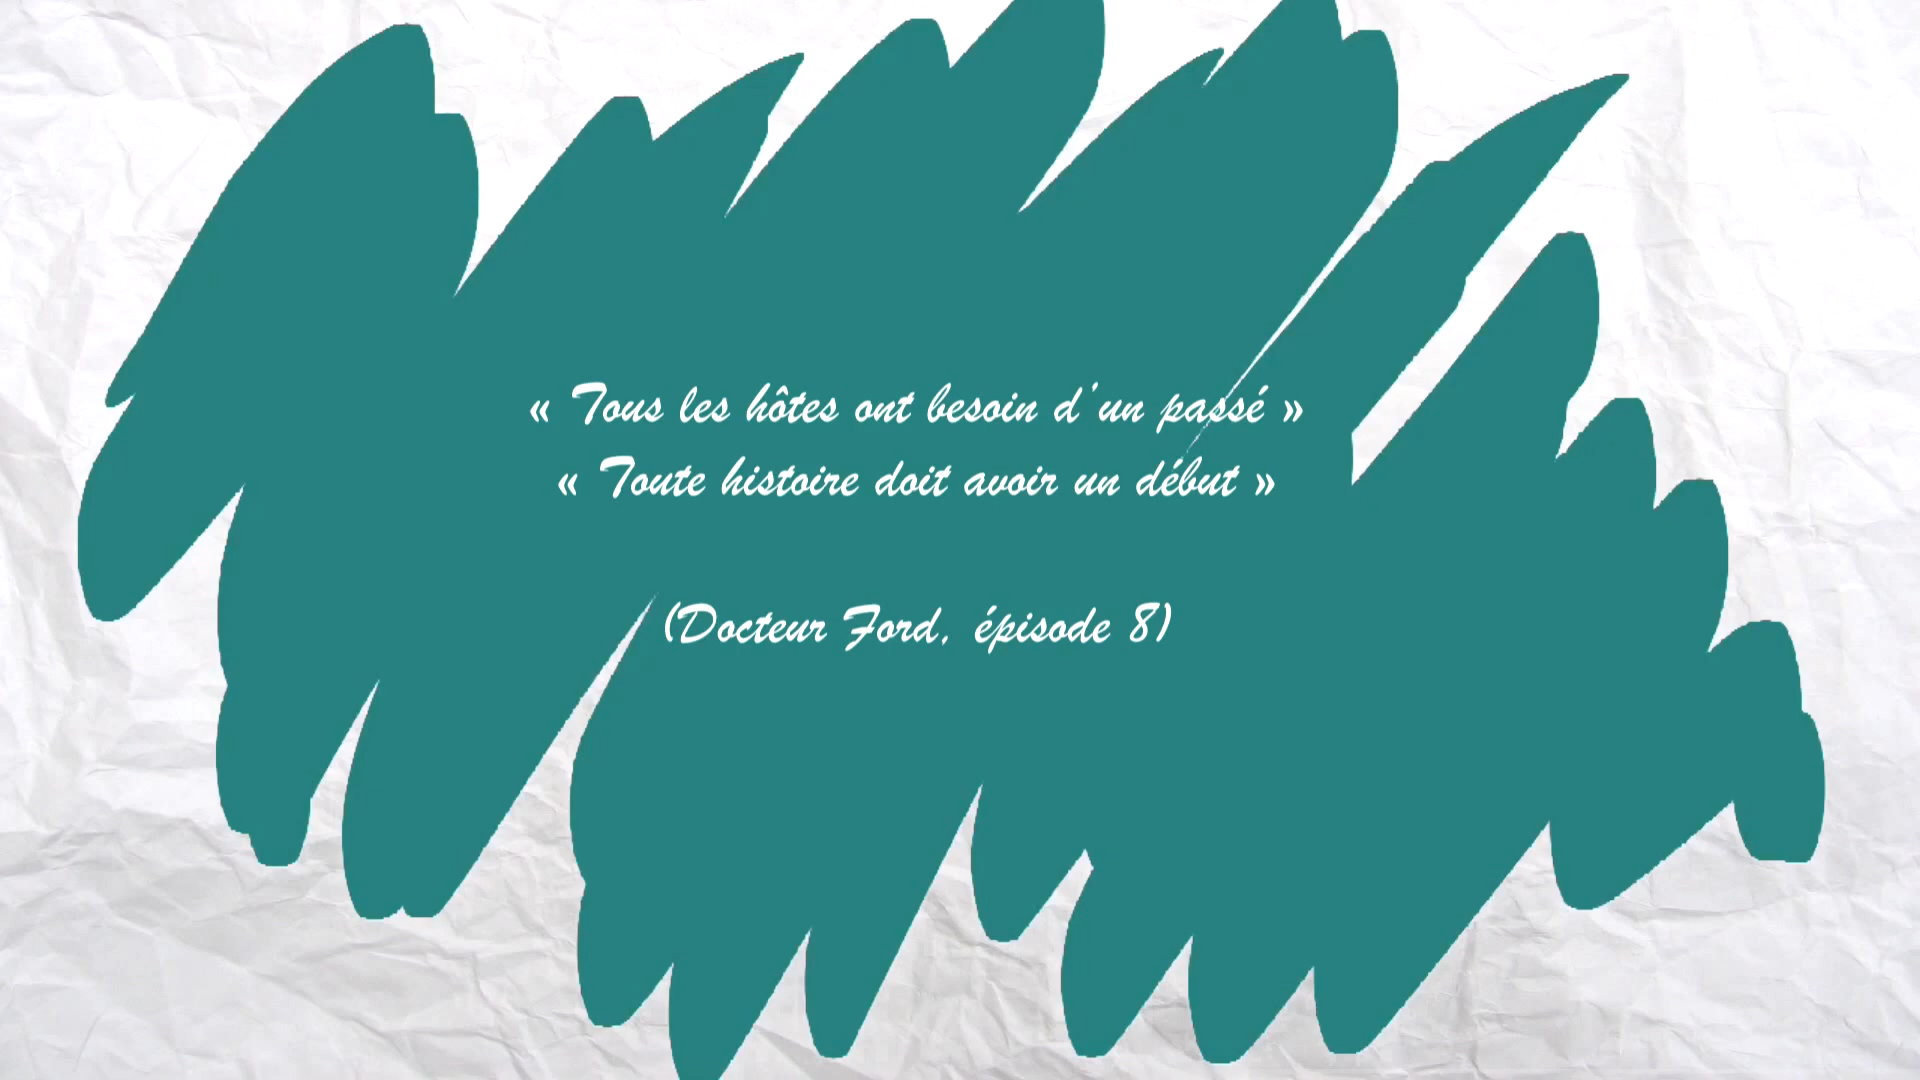 « Tous les hôtes ont besoin d'un passé »
« Toute histoire doit avoir un début »
(Docteur Ford, épisode 8)